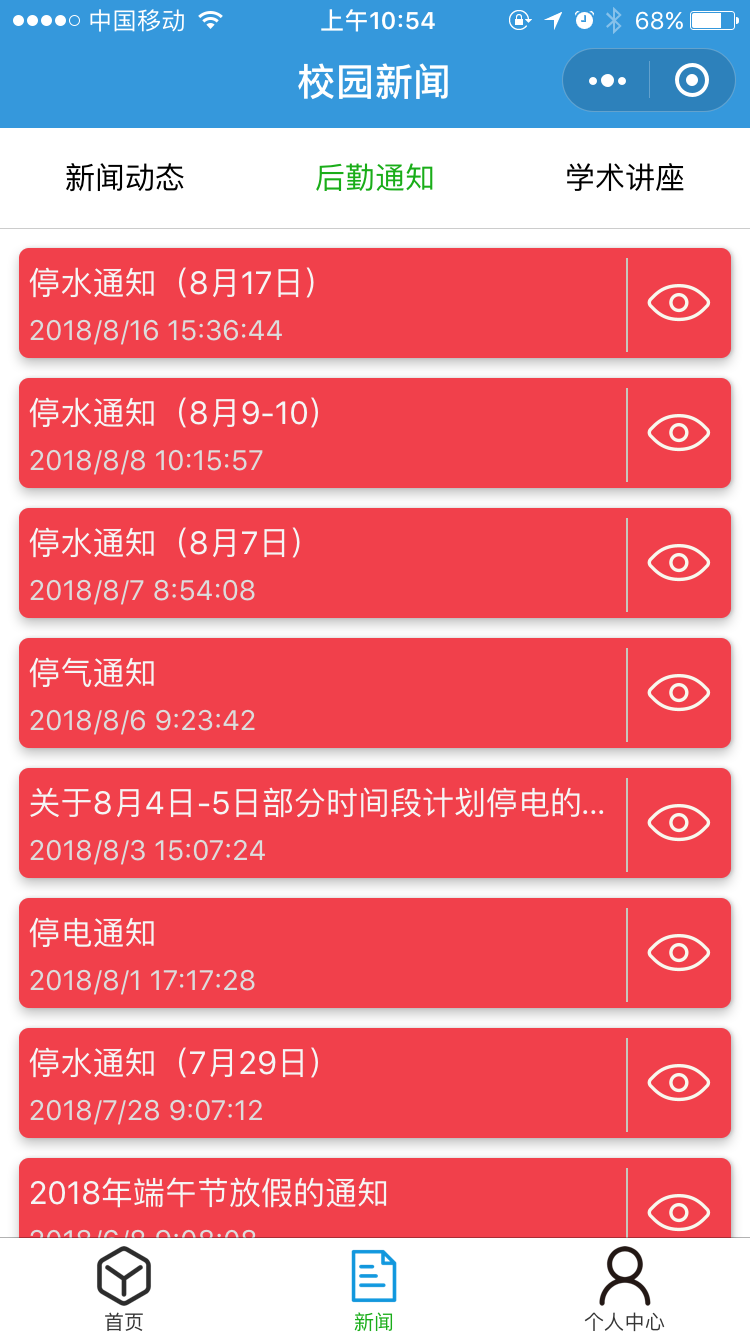 中国移动 上午10:54 68%
校园新闻
新闻动态 后勤通知 学术讲座
停水通知（8月17日）
2018/8/16 15:36:44
停水通知（8月9-10）
2018/8/8 10:15:57
停水通知（8月7日）
2018/8/7 8:54:08
停气通知
2018/8/6 9:23:42
关于8月4日-5日部分时间段计划停电的...
2018/8/3 15:07:24
停电通知
2018/8/1 17:17:28
停水通知（7月29日）
2018/7/28 9:07:12
2018年端午节放假的通知
2018/6/8 9:08:08
首页 新闻 个人中心